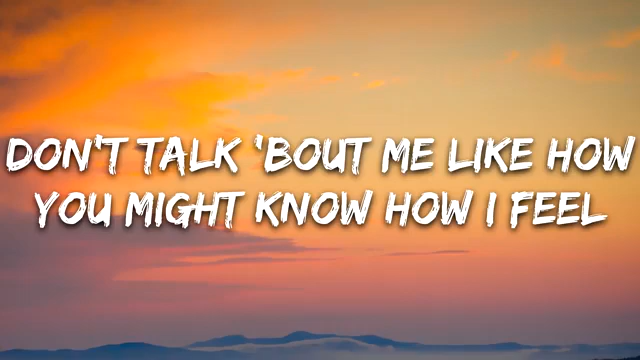 DON'T TALK 'BOUT ME LIKE HOW
YOU MIGHT KNOW HOW I FEEL